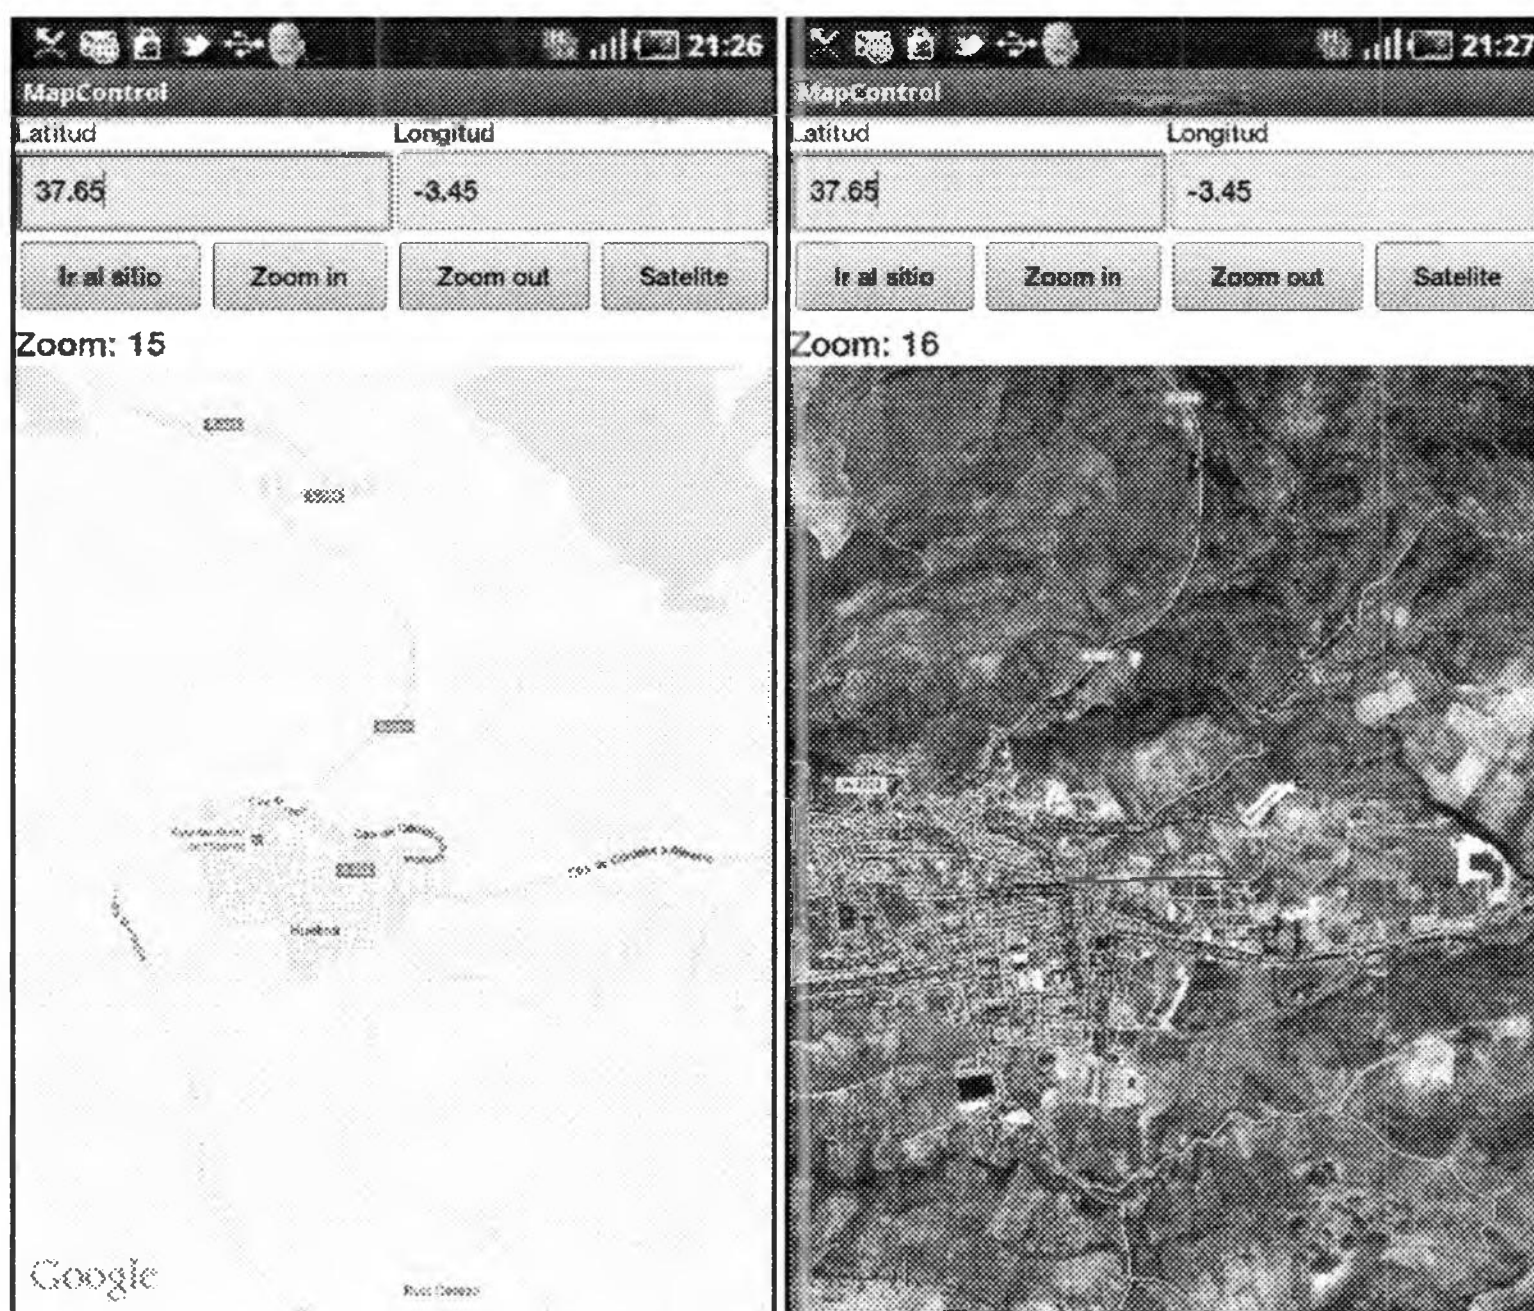 21:26
MapControl
Latitud Longitud
37.65 -3.45
Ir al sitio Zoom in Zoom out Satelite
Zoom: 15
Google
21:27
MapControl
Latitud Longitud
37.65 -3.45
Ir al sitio Zoom in Zoom out Satelite
Zoom: 16